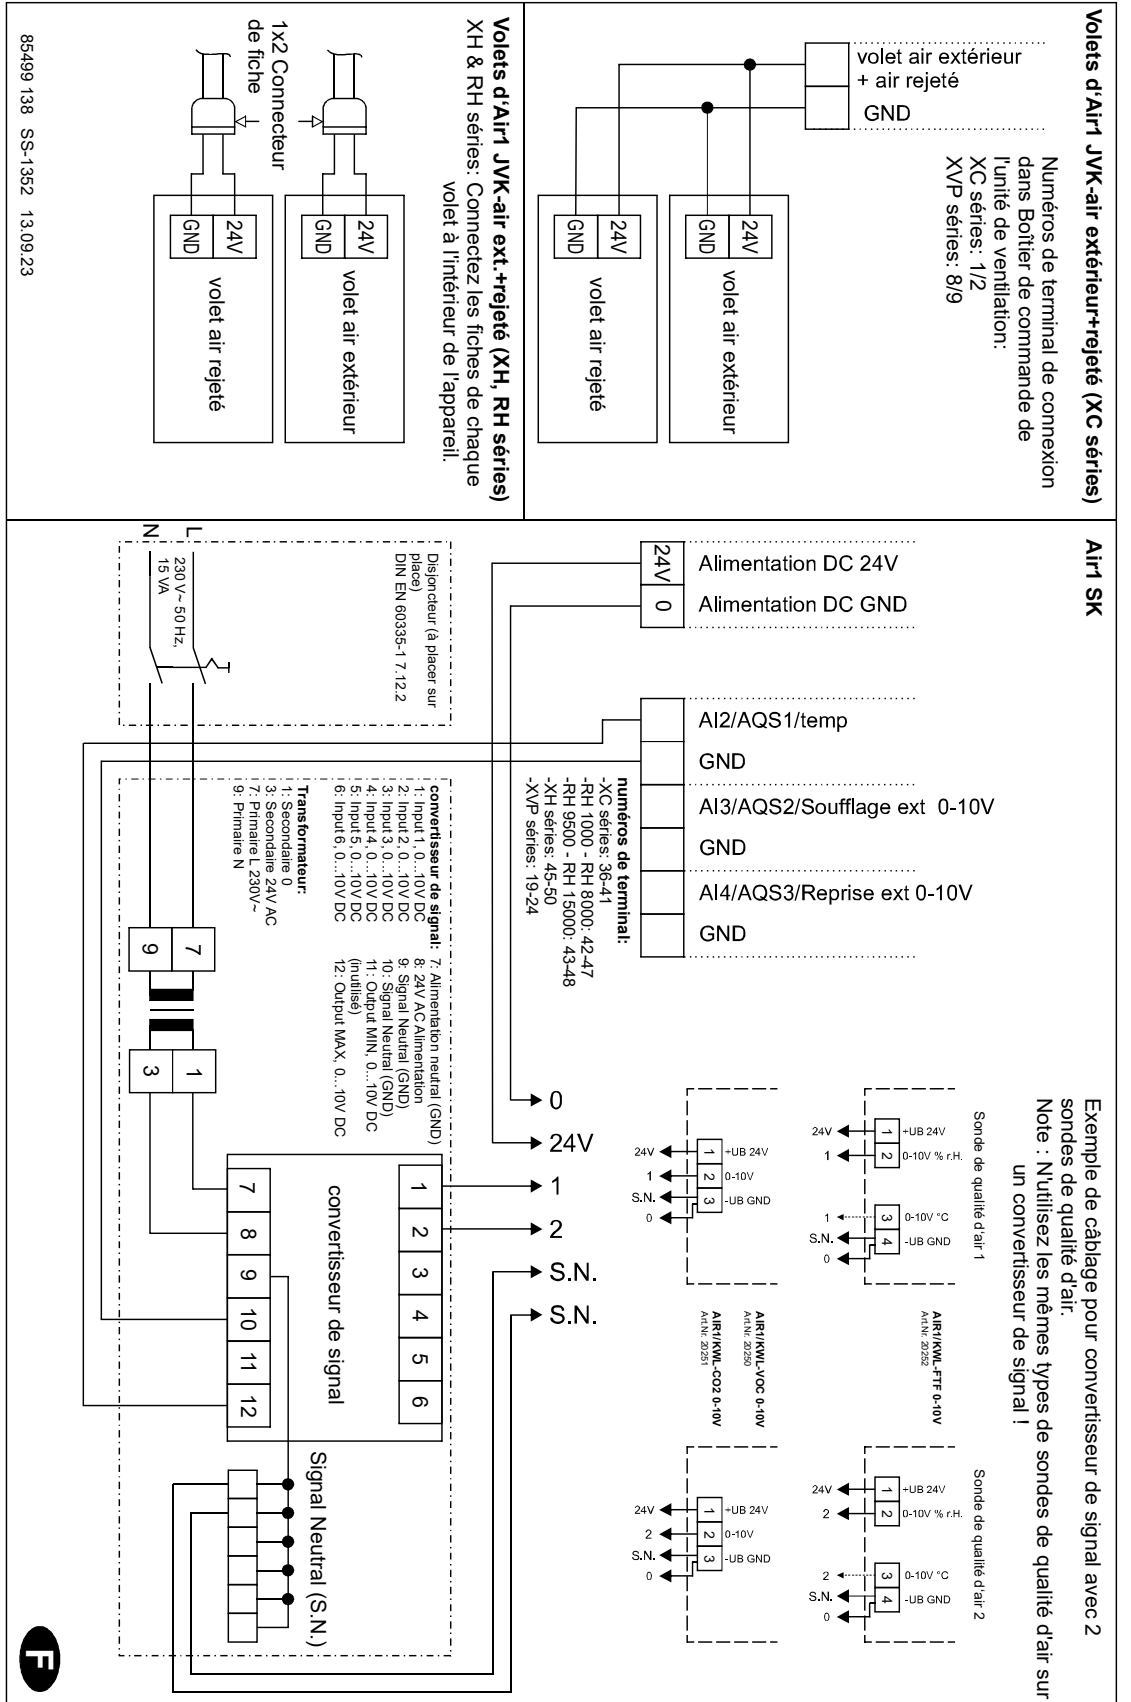 Volets d'Air1 JVK-air extérieur+rejeté (XC séries)
volet air extérieur
+ air rejeté
GND
Numéros de terminal de connexion
dans Boîtier de commande de
l'unité de ventilation:
XC séries: 1/2
XVP séries: 8/9
24V
GND
volet air extérieur
24V
GND
volet air rejeté
Volets d'Air1 JVK-air ext.+rejeté (XH, RH séries)
XH & RH séries: Connectez les fiches de chaque
volet à l'intérieur de l'appareil.
1x2 Connecteur
de fiche
24V
GND
volet air extérieur
24V
GND
volet air rejeté
85499 138 SS-1352 13.09.23
Air1 SK
24V
0
Alimentation DC 24V
Alimentation DC GND
AI2/AQS1/temp
GND
AI3/AQS2/Soufflage ext 0-10V
GND
AI4/AQS3/Reprise ext 0-10V
GND
numéros de terminal:
-XC séries: 36-41
-RH 1000 - RH 8000: 42-47
-RH 9500 - RH 15000: 43-48
-XH séries: 45-50
-XVP séries: 19-24
Exemple de câblage pour convertisseur de signal avec 2
sondes de qualité d'air.
Note : N'utilisez les mêmes types de sondes de qualité d'air sur
un convertisseur de signal !
Sonde de qualité d'air 1
24V 1 +UB 24V
1 2 0-10V % r.H.
1 3 0-10V °C
S.N. 4 -UB GND
0
AIR1/KWL-FTF 0-10V
Art.Nr. 20252
Sonde de qualité d'air 2
24V 1 +UB 24V
2 2 0-10V % r.H.
2 3 0-10V °C
S.N. 4 -UB GND
0
24V 1 +UB 24V
1 2 0-10V
S.N. 3 -UB GND
0
AIR1/KWL-VOC 0-10V
Art.Nr. 20250
AIR1/KWL-CO2 0-10V
Art.Nr. 20251
24V 1 +UB 24V
2 2 0-10V
S.N. 3 -UB GND
0
0
24V
1
2
S.N.
S.N.
Disjoncteur (à placer sur
place)
DIN EN 60335-1 7.12.2
L
N
230 V~ 50 Hz,
15 VA
convertisseur de signal:
1: Input 1, 0...10V DC
2: Input 2, 0...10V DC
3: Input 3, 0...10V DC
4: Input 4, 0...10V DC
5: Input 5, 0...10V DC
6: Input 6, 0...10V DC
7: Alimentation neutral (GND)
8: 24V AC Alimentation
9: Signal Neutral (GND)
10: Signal Neutral (GND)
11: Output MIN, 0...10V DC
(inutilisé)
12: Output MAX, 0...10V DC
Transformateur:
1: Secondaire 0
3: Secondaire 24V AC
7: Primaire L 230V~
9: Primaire N
7
9
1
3
1 2 3 4 5 6
convertisseur de signal
7 8 9 10 11 12
Signal Neutral (S.N.)
F